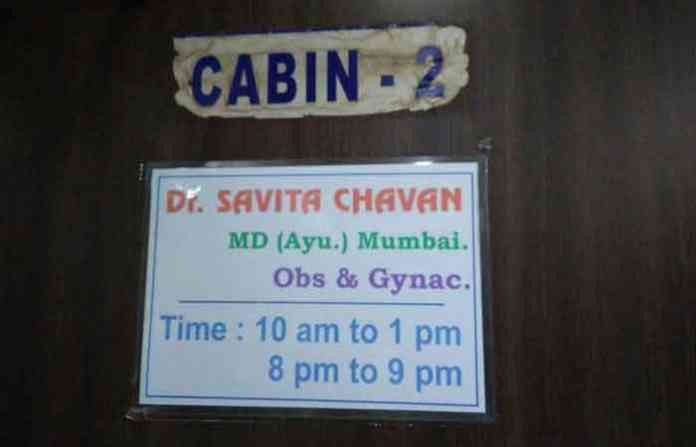 CABIN - 2
Dr. SAVITA CHAVAN
MD (Ayu.) Mumbai.
Obs & Gynac.
Time : 10 am to 1 pm
8 pm to 9 pm